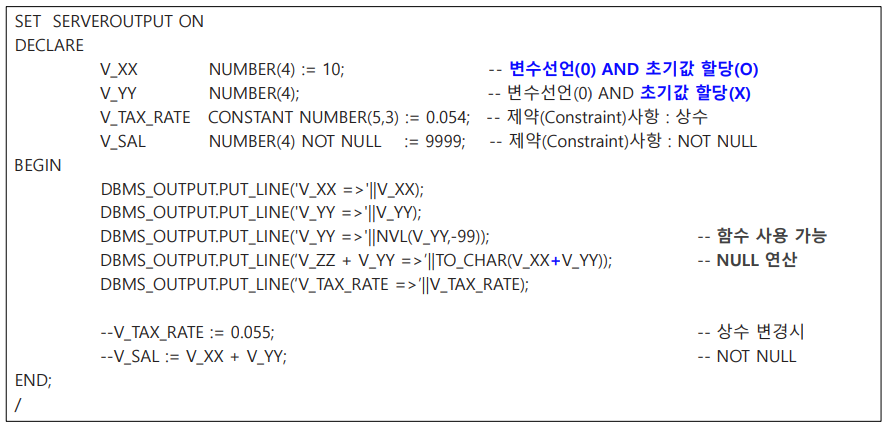 SET SERVEROUTPUT ON
DECLARE
V_XX NUMBER(4) := 10; -- 변수선언(0) AND 초기값 할당(O)
V_YY NUMBER(4); -- 변수선언(0) AND 초기값 할당(X)
V_TAX_RATE CONSTANT NUMBER(5,3) := 0.054; -- 제약(Constraint)사항 : 상수
V_SAL NUMBER(4) NOT NULL := 9999; -- 제약(Constraint)사항 : NOT NULL
BEGIN
DBMS_OUTPUT.PUT_LINE('V_XX =>'||V_XX);
DBMS_OUTPUT.PUT_LINE('V_YY =>'||V_YY);
DBMS_OUTPUT.PUT_LINE('V_YY =>'||NVL(V_YY,-99)); -- 함수 사용 가능
DBMS_OUTPUT.PUT_LINE('V_ZZ + V_YY =>'||TO_CHAR(V_XX+V_YY)); -- NULL 연산
DBMS_OUTPUT.PUT_LINE('V_TAX_RATE =>'||V_TAX_RATE);
--V_TAX_RATE := 0.055; -- 상수 변경시
--V_SAL := V_XX + V_YY; -- NOT NULL
END;
/